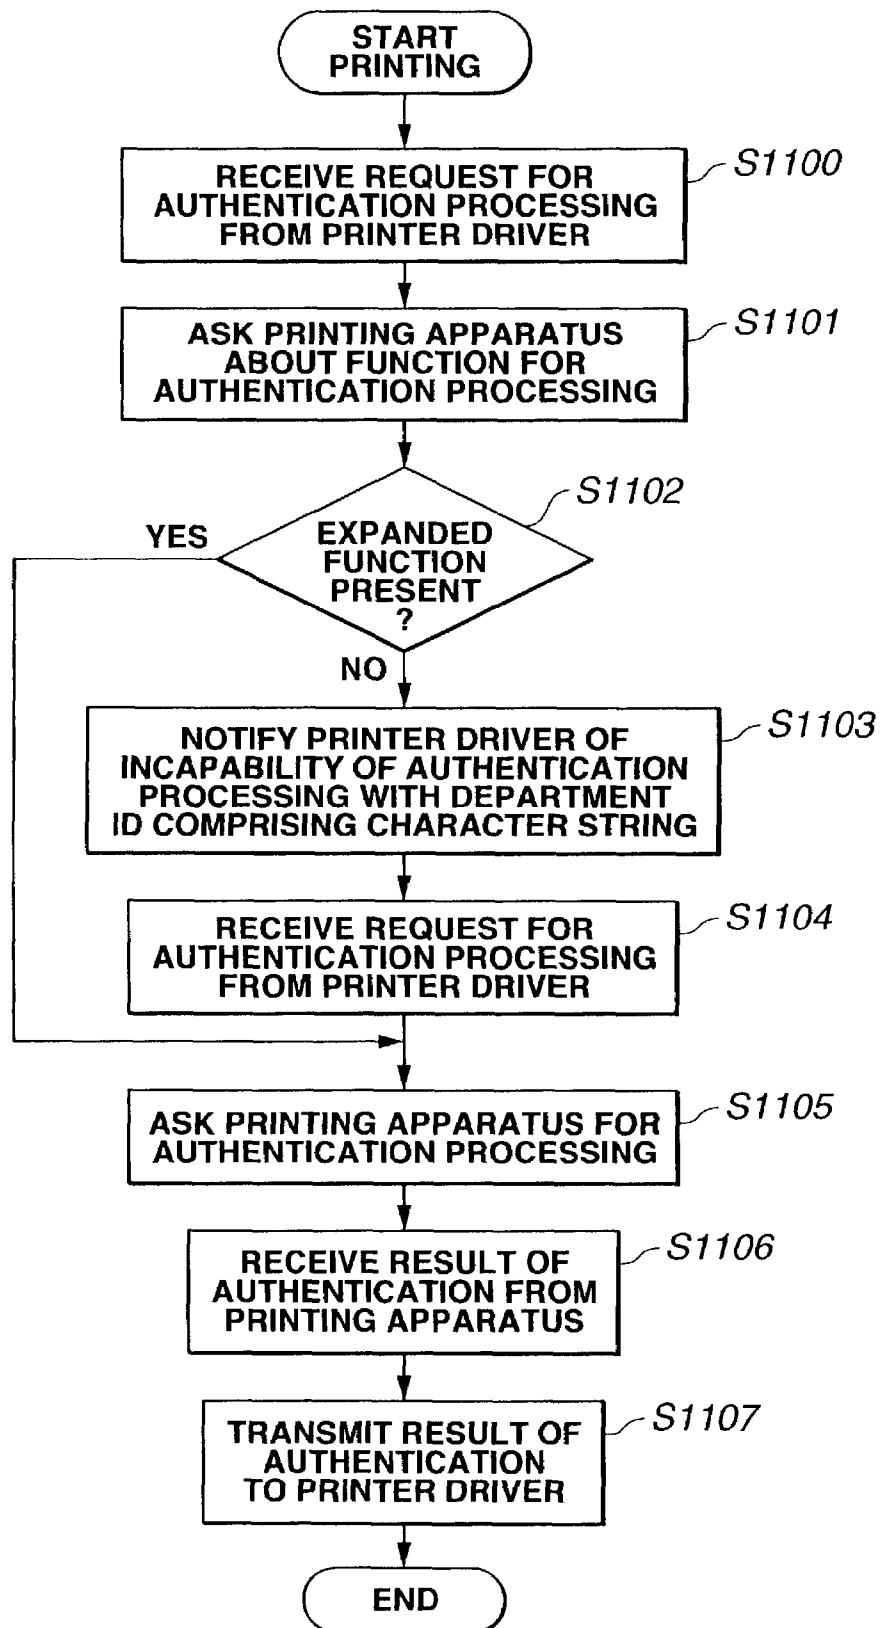 START
PRINTING
RECEIVE REQUEST FOR
AUTHENTICATION PROCESSING
FROM PRINTER DRIVER
S1100
ASK PRINTING APPARATUS
ABOUT FUNCTION FOR
AUTHENTICATION PROCESSING
S1101
EXPANDED
FUNCTION
PRESENT
?
S1102
YES
NO
NOTIFY PRINTER DRIVER OF
INCAPABILITY OF AUTHENTICATION
PROCESSING WITH DEPARTMENT
ID COMPRISING CHARACTER STRING
S1103
RECEIVE REQUEST FOR
AUTHENTICATION PROCESSING
FROM PRINTER DRIVER
S1104
ASK PRINTING APPARATUS FOR
AUTHENTICATION PROCESSING
S1105
RECEIVE RESULT OF
AUTHENTICATION FROM
PRINTING APPARATUS
S1106
TRANSMIT RESULT OF
AUTHENTICATION
TO PRINTER DRIVER
S1107
END